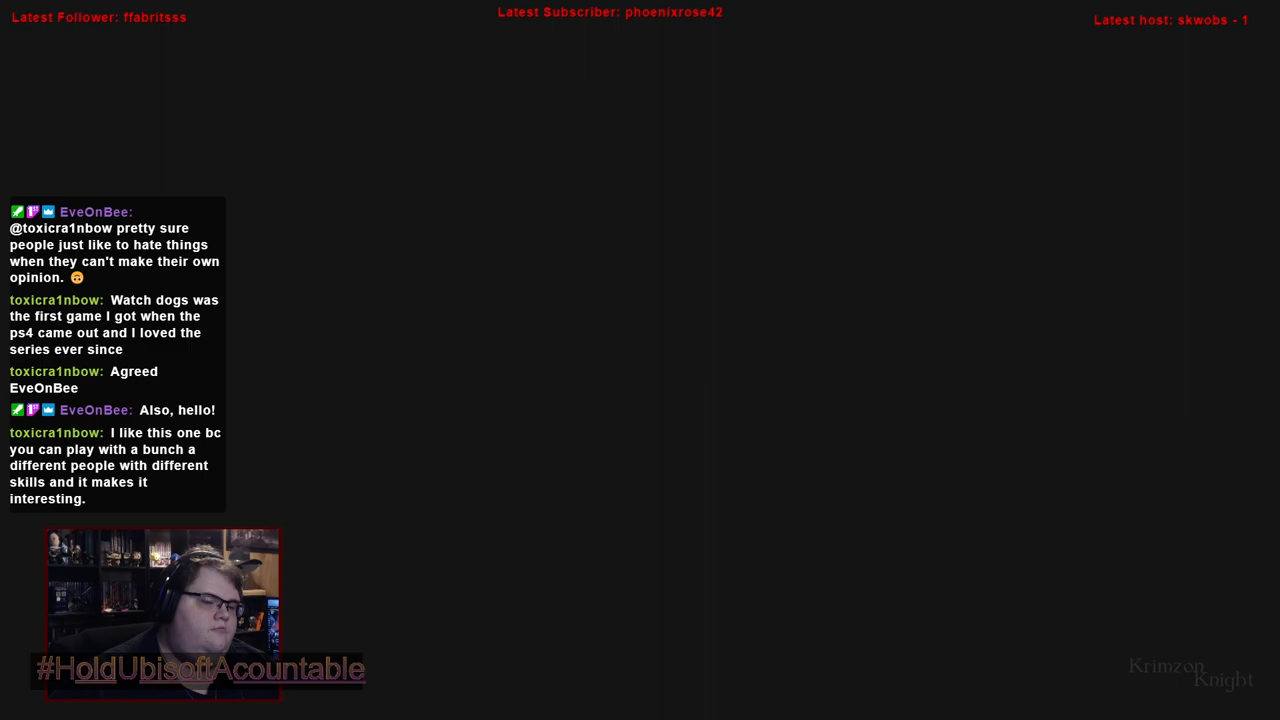 Latest Follower: ffabritsss
Latest Subscriber: phoenixrose42
Latest host: skwobs - 1
EveOnBee:
@toxicra1nbow pretty sure
people just like to hate things
when they can't make their own
opinion. 🙃
toxicra1nbow: Watch dogs was
the first game I got when the
ps4 came out and I loved the
series ever since
toxicra1nbow: Agreed
EveOnBee
EveOnBee: Also, hello!
toxicra1nbow: I like this one bc
you can play with a bunch a
different people with different
skills and it makes it
interesting.
#HoldUbisoftAcountable
Krimzon
Knight